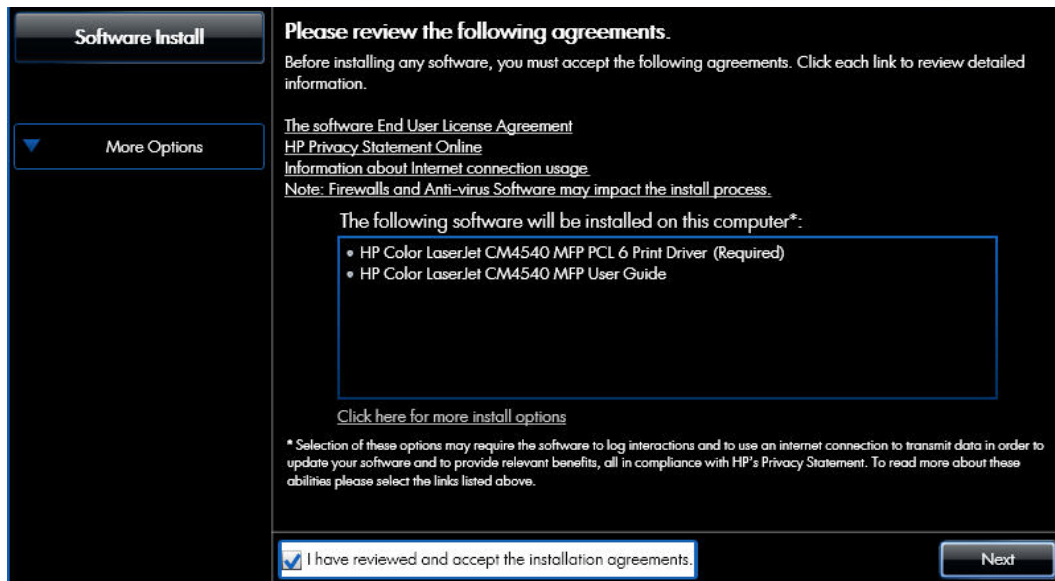 Software Install
More Options
Please review the following agreements.
Before installing any software, you must accept the following agreements. Click each link to review detailed
information.
The software End User License Agreement
HP Privacy Statement Online
Information about Internet connection usage
Note: Firewalls and Anti-virus Software may impact the install process.
The following software will be installed on this computer*:
• HP Color LaserJet CM4540 MFP PCL 6 Print Driver (Required)
• HP Color LaserJet CM4540 MFP User Guide
Click here for more install options
* Selection of these options may require the software to log interactions and to use an internet connection to transmit data in order to
update your software and to provide relevant benefits, all in compliance with HP's Privacy Statement. To read more about these
abilities please select the links listed above.
I have reviewed and accept the installation agreements.
Next